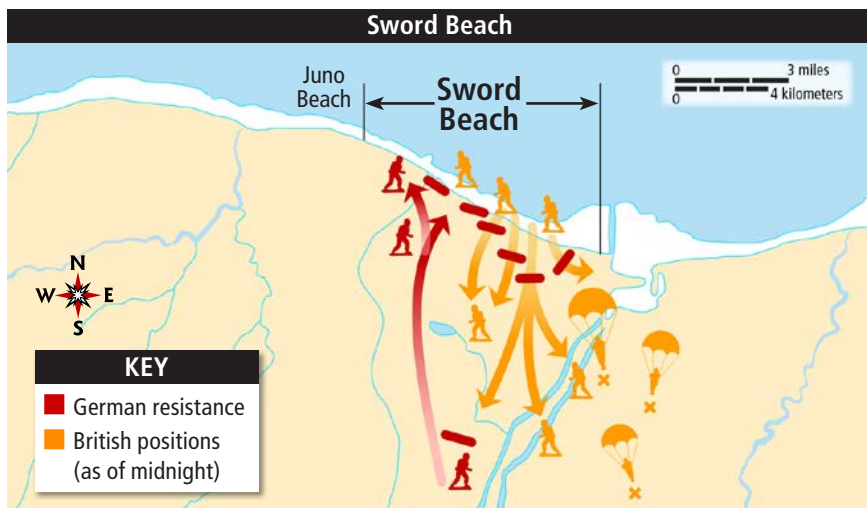 Sword Beach
Juno
Beach
Sword
Beach
0 3 miles
0 4 kilometers
N
W E
S
KEY
German resistance
British positions
(as of midnight)